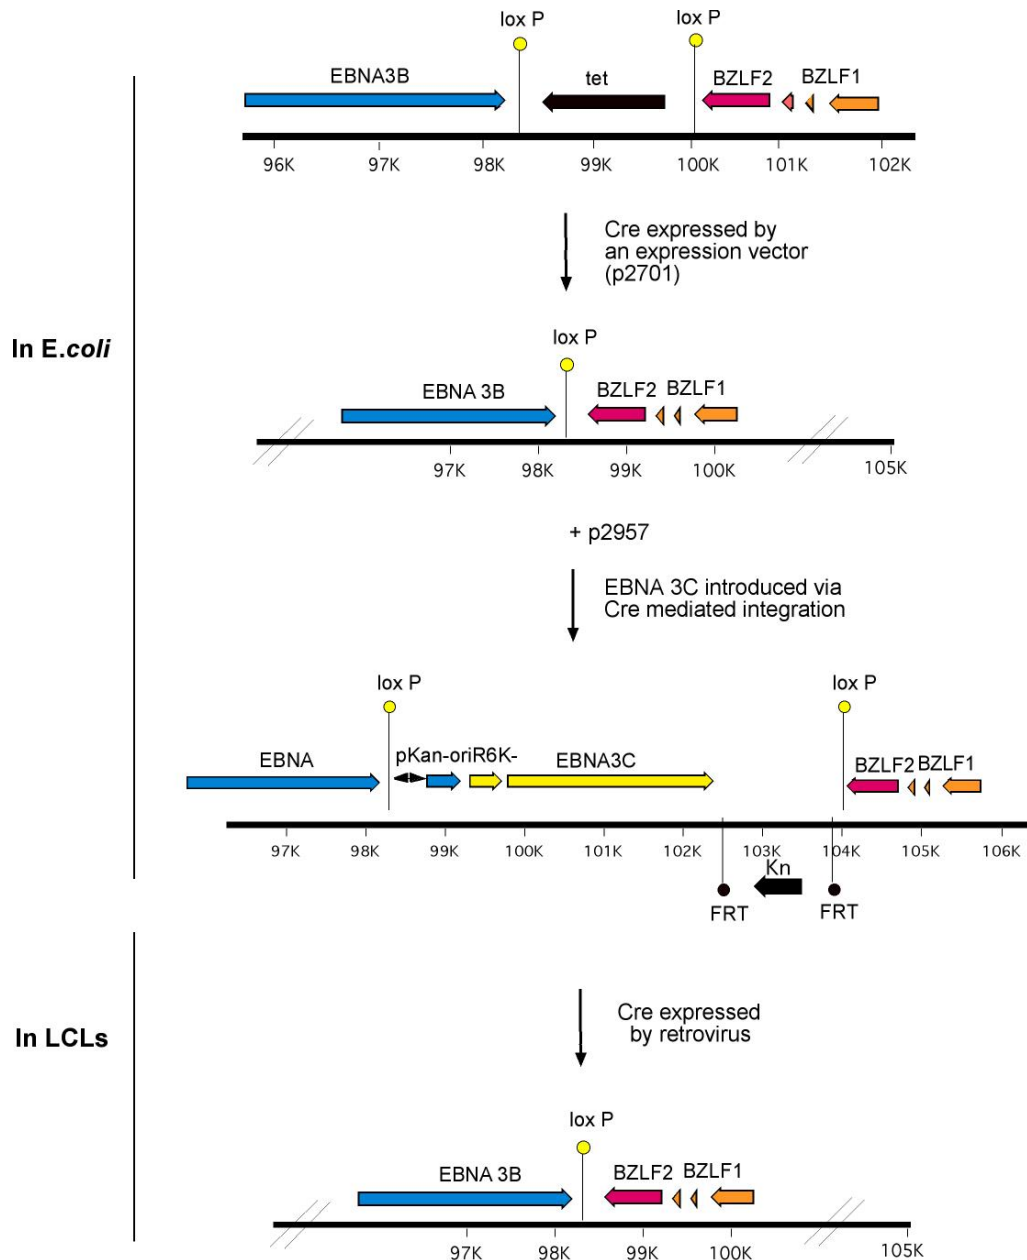 lox P
lox P
EBNA3B
tet
BZLF2
BZLF1
96K 97K 98K 99K 100K 101K 102K
Cre expressed by
an expression vector
(p2701)
In E.coli
lox P
EBNA 3B
BZLF2
BZLF1
97K 98K 99K 100K 105K
+ p2957
EBNA 3C introduced via
Cre mediated integration
lox P
lox P
EBNA
pKan-oriR6K-
EBNA3C
BZLF2
BZLF1
97K 98K 99K 100K 101K 102K 103K 104K 105K 106K
Kn
FRT
FRT
In LCLs
Cre expressed
by retrovirus
lox P
EBNA 3B
BZLF2
BZLF1
97K 98K 99K 100K 105K